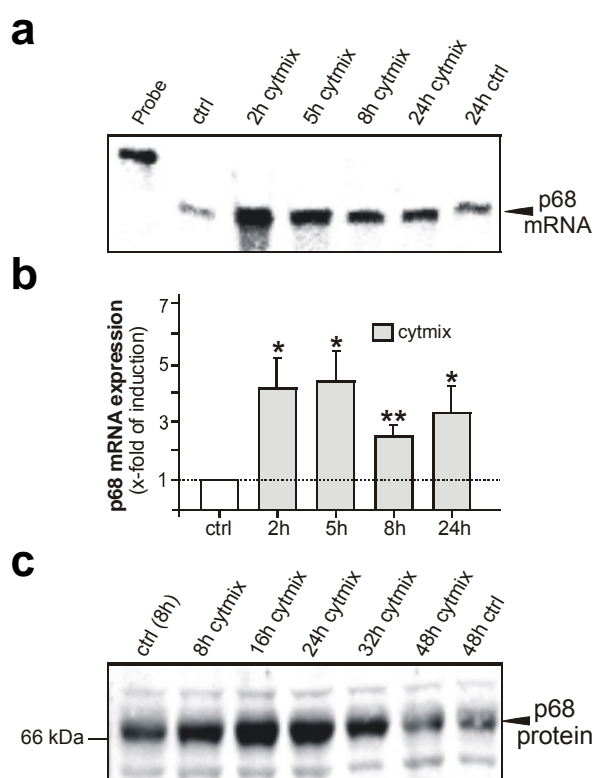 a
Probe
ctrl
2h cytmix
5h cytmix
8h cytmix
24h cytmix
24h ctrl
p68
mRNA
b
p68 mRNA expression
(x-fold of induction)
7
5
3
1
cytmix
*
*
**
*
ctrl
2h
5h
8h
24h
c
ctrl (8h)
8h cytmix
16h cytmix
24h cytmix
32h cytmix
48h cytmix
48h ctrl
66 kDa
p68
protein